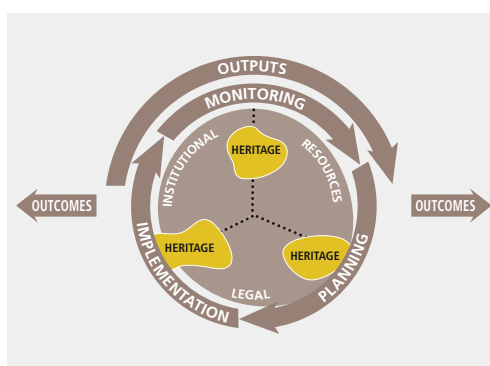 OUTPUTS
MONITORING
INSTITUTIONAL
HERITAGE
RESOURCES
OUTCOMES
OUTCOMES
HERITAGE
HERITAGE
IMPLEMENTATION
LEGAL
PLANNING